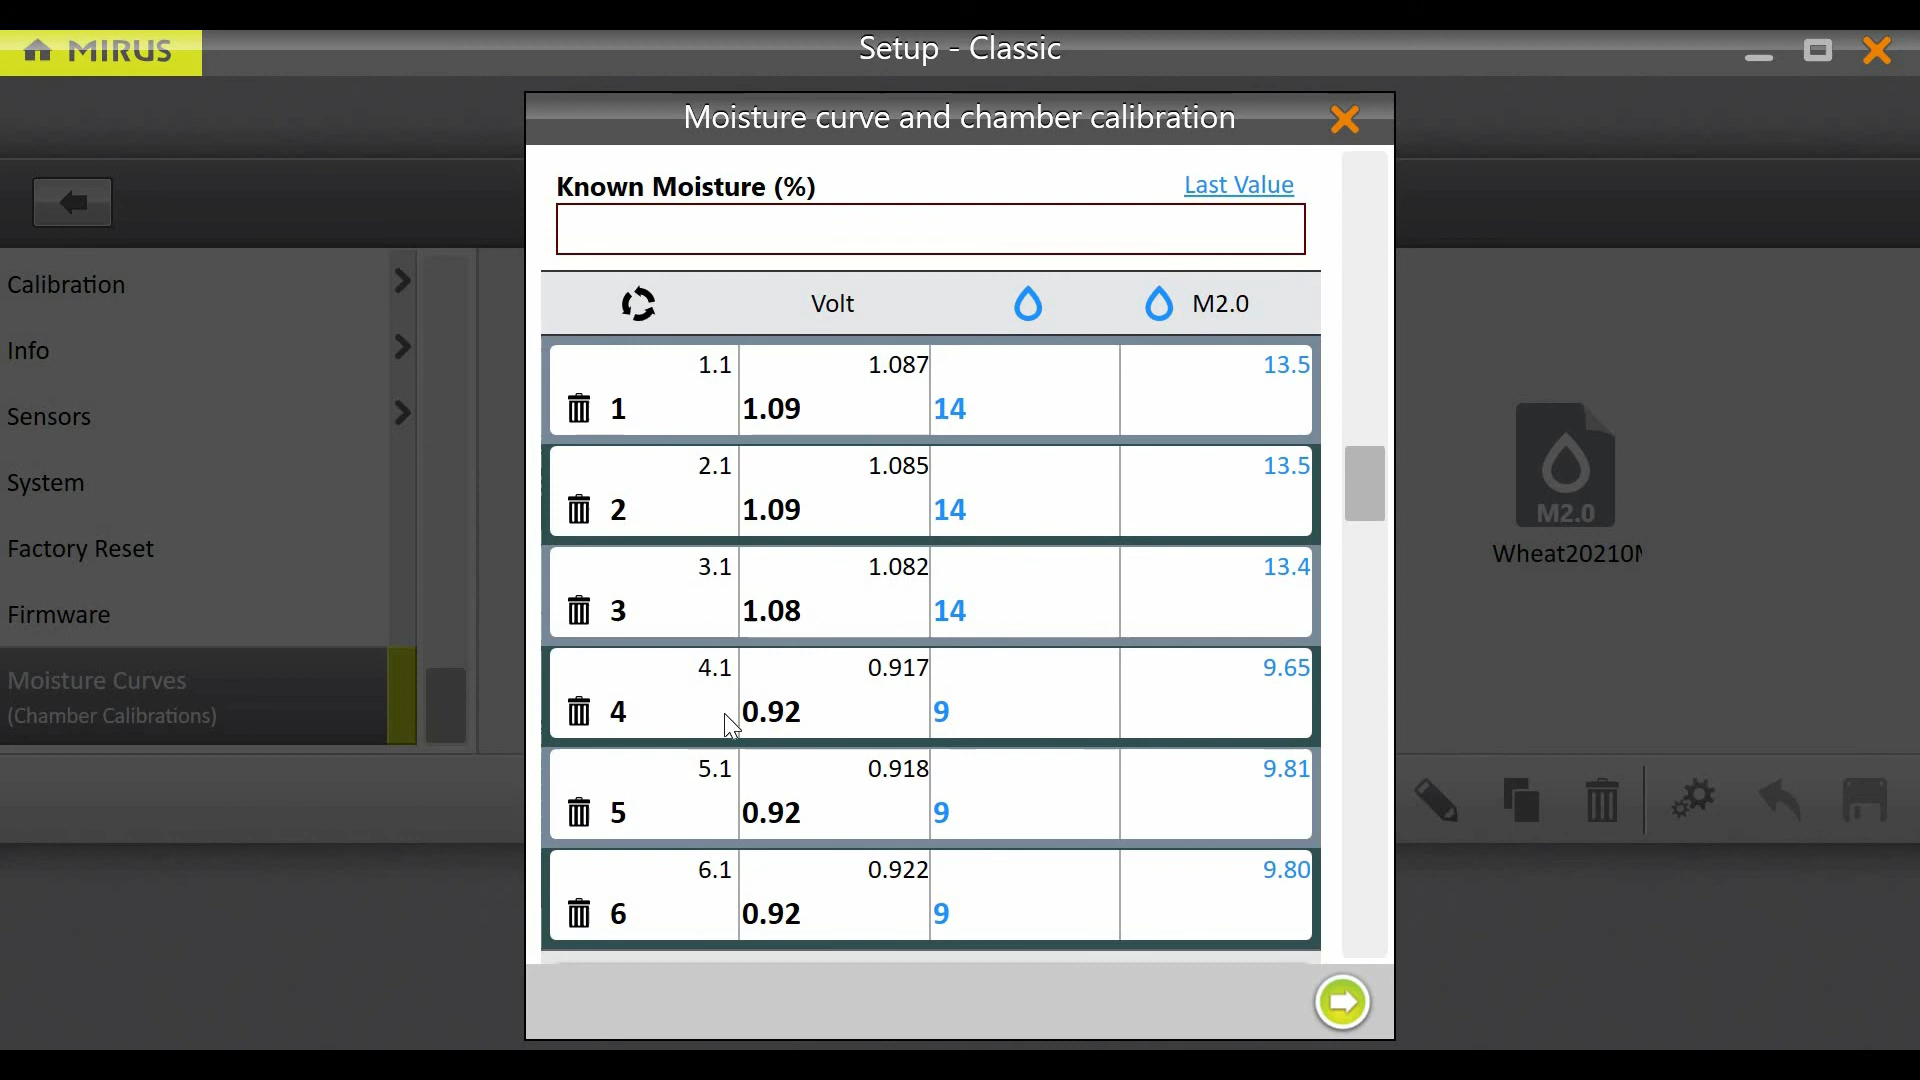 MIRUS
Setup - Classic
Moisture curve and chamber calibration
Known Moisture (%)
Last Value
Volt
M2.0
1.1 1.087 13.5
1 1.09 14
2.1 1.085 13.5
2 1.09 14
3.1 1.082 13.4
3 1.08 14
4.1 0.917 9.65
4 0.92 9
5.1 0.918 9.81
5 0.92 9
6.1 0.922 9.80
6 0.92 9
Calibration
Info
Sensors
System
Factory Reset
Firmware
Moisture Curves
(Chamber Calibrations)
M2.0
Wheat20210M